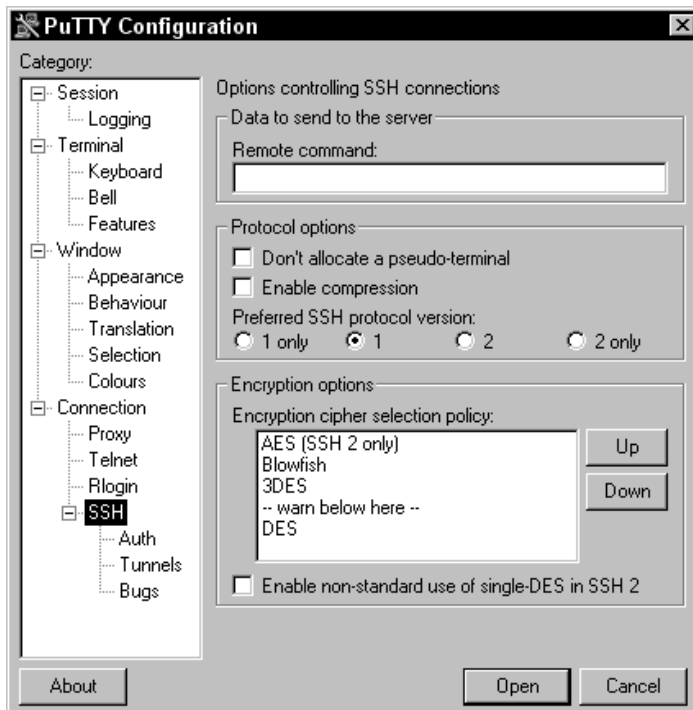 PuTTY Configuration
Category:
Session
Logging
Terminal
Keyboard
Bell
Features
Window
Appearance
Behaviour
Translation
Selection
Colours
Connection
Proxy
Telnet
Rlogin
SSH
Auth
Tunnels
Bugs
Options controlling SSH connections
Data to send to the server
Remote command:
Protocol options
Don't allocate a pseudo-terminal
Enable compression
Preferred SSH protocol version:
1 only 1 2 2 only
Encryption options
Encryption cipher selection policy:
AES (SSH 2 only)
Blowfish
3DES
-- warn below here --
DES
Up
Down
Enable non-standard use of single-DES in SSH 2
About Open Cancel